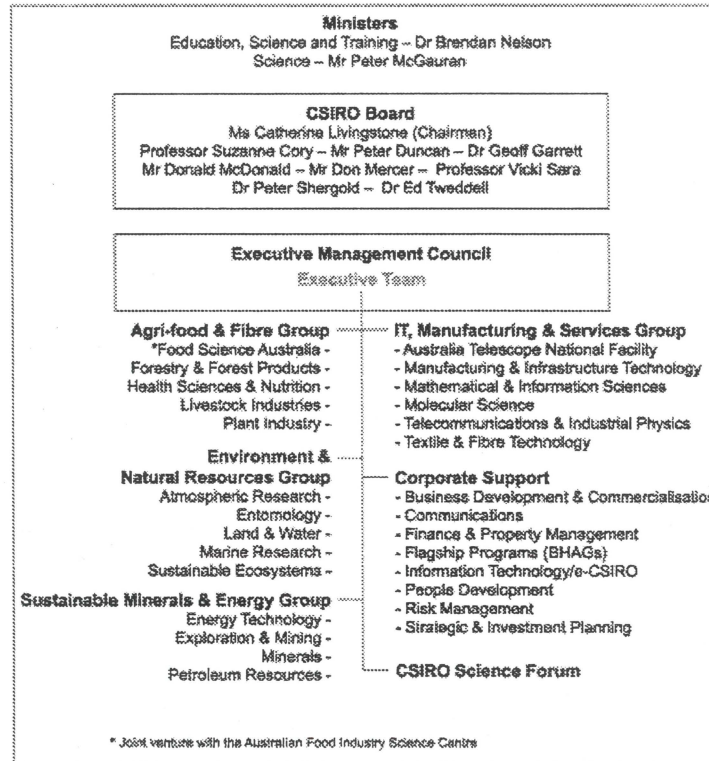 Ministers
Education, Science and Training – Dr Brendan Nelson
Science – Mr Peter McGauran
CSIRO Board
Ms Catherine Livingstone (Chairman)
Professor Suzanne Cory – Mr Peter Duncan – Dr Geoff Garrett
Mr Donald McDonald – Mr Don Mercer – Professor Vicki Sara
Dr Peter Shergold – Dr Ed Tweddell
Executive Management Council
Executive Team
Agri-food & Fibre Group
*Food Science Australia -
Forestry & Forest Products -
Health Sciences & Nutrition -
Livestock Industries -
Plant Industry -
Environment &
Natural Resources Group
Atmospheric Research -
Entomology -
Land & Water -
Marine Research -
Sustainable Ecosystems -
Sustainable Minerals & Energy Group
Energy Technology -
Exploration & Mining -
Minerals -
Petroleum Resources -
IT, Manufacturing & Services Group
- Australia Telescope National Facility
- Manufacturing & Infrastructure Technology
- Mathematical & Information Sciences
- Molecular Science
- Telecommunications & Industrial Physics
- Textile & Fibre Technology
Corporate Support
- Business Development & Commercialisation
- Communications
- Finance & Property Management
- Flagship Programs (BHAGs)
- Information Technology/e-CSIRO
- People Development
- Risk Management
- Strategic & Investment Planning
CSIRO Science Forum
* Joint venture with the Australian Food Industry Science Centre